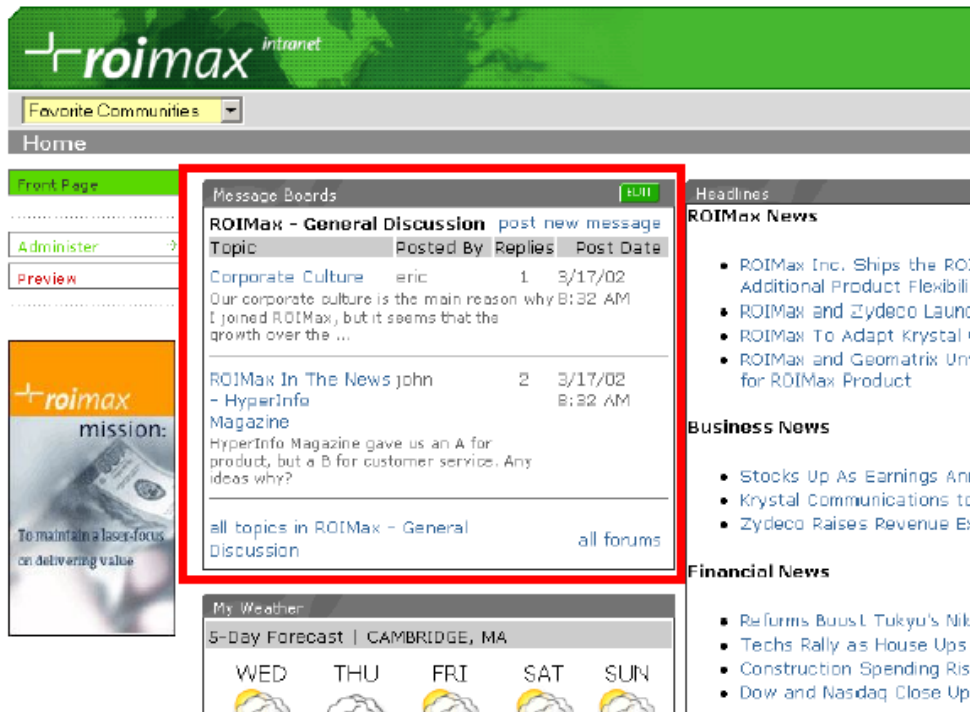 roimax intranet
Favorite Communities
Home
Front Page
Administer
Preview
roimax
mission:
To maintain a laser-focus
on delivering value
Message Boards
EDIT
ROIMax - General Discussion post new message
Topic Posted By Replies Post Date
Corporate Culture eric 1 3/17/02
Our corporate culture is the main reason why 8:32 AM
I joined ROIMax, but it seems that the
growth over the ...
ROIMax In The News john 2 3/17/02
- HyperInfo 8:32 AM
Magazine
HyperInfo Magazine gave us an A for
product, but a B for customer service. Any
ideas why?
all topics in ROIMax - General
Discussion
all forums
My Weather
5-Day Forecast | CAMBRIDGE, MA
WED THU FRI SAT SUN
Headlines
ROIMax News
ROIMax Inc. Ships the ROI
Additional Product Flexibili
ROIMax and Zydeco Laun
ROIMax To Adapt Krystal
ROIMax and Geomatrix Un
for ROIMax Product
Business News
Stocks Up As Earnings Ann
Krystal Communications to
Zydeco Raises Revenue Ex
Financial News
Reforms Boost Tokyo's Nik
Techs Rally as House Ups
Construction Spending Ris
Dow and Nasdaq Close Up